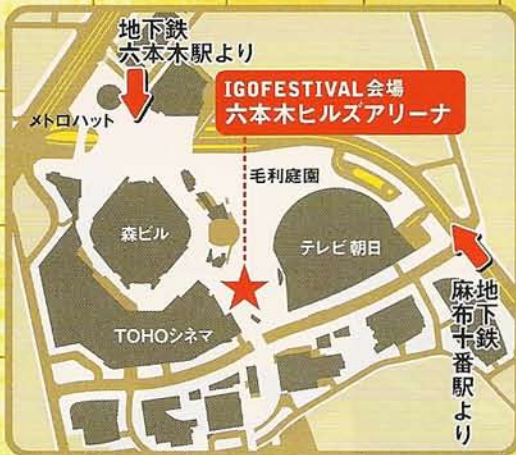 地下鉄
六本木駅より
IGOFESTIVAL会場
六本木ヒルズアリーナ
メトロハット
毛利庭園
森ビル
テレビ朝日
TOHOシネマ
地下鉄
麻布十番駅より